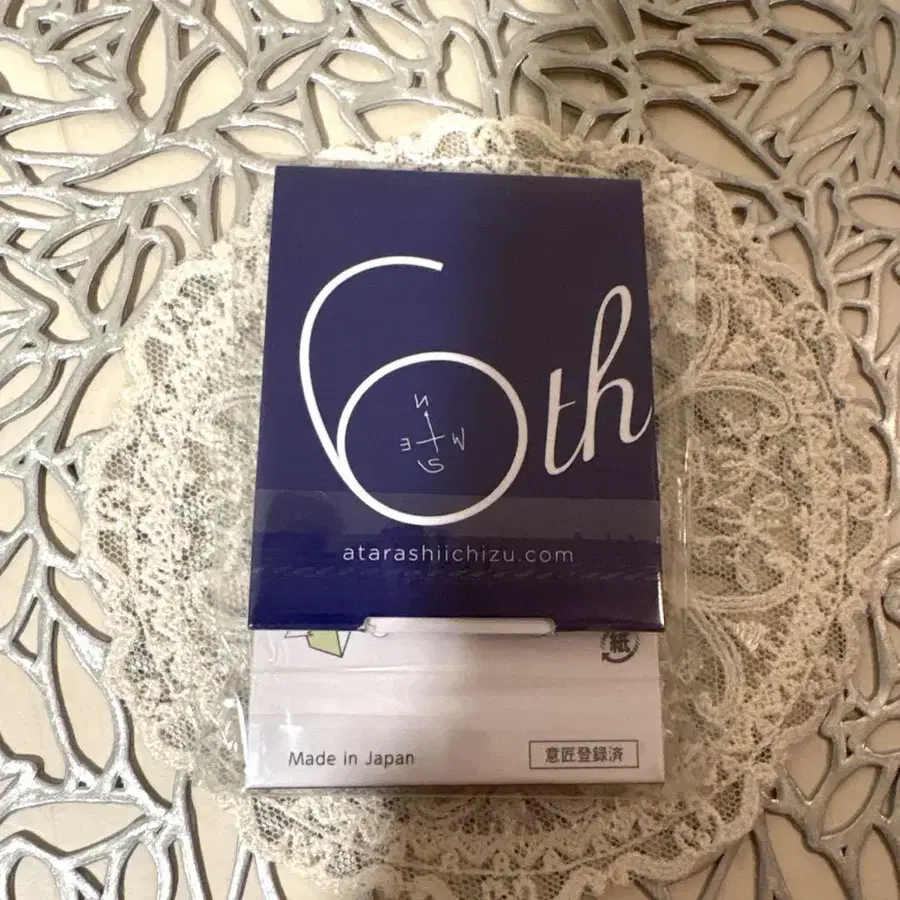 6th
N
E W
S
atarashiichizu.com
紙
Made in Japan
意匠登録済